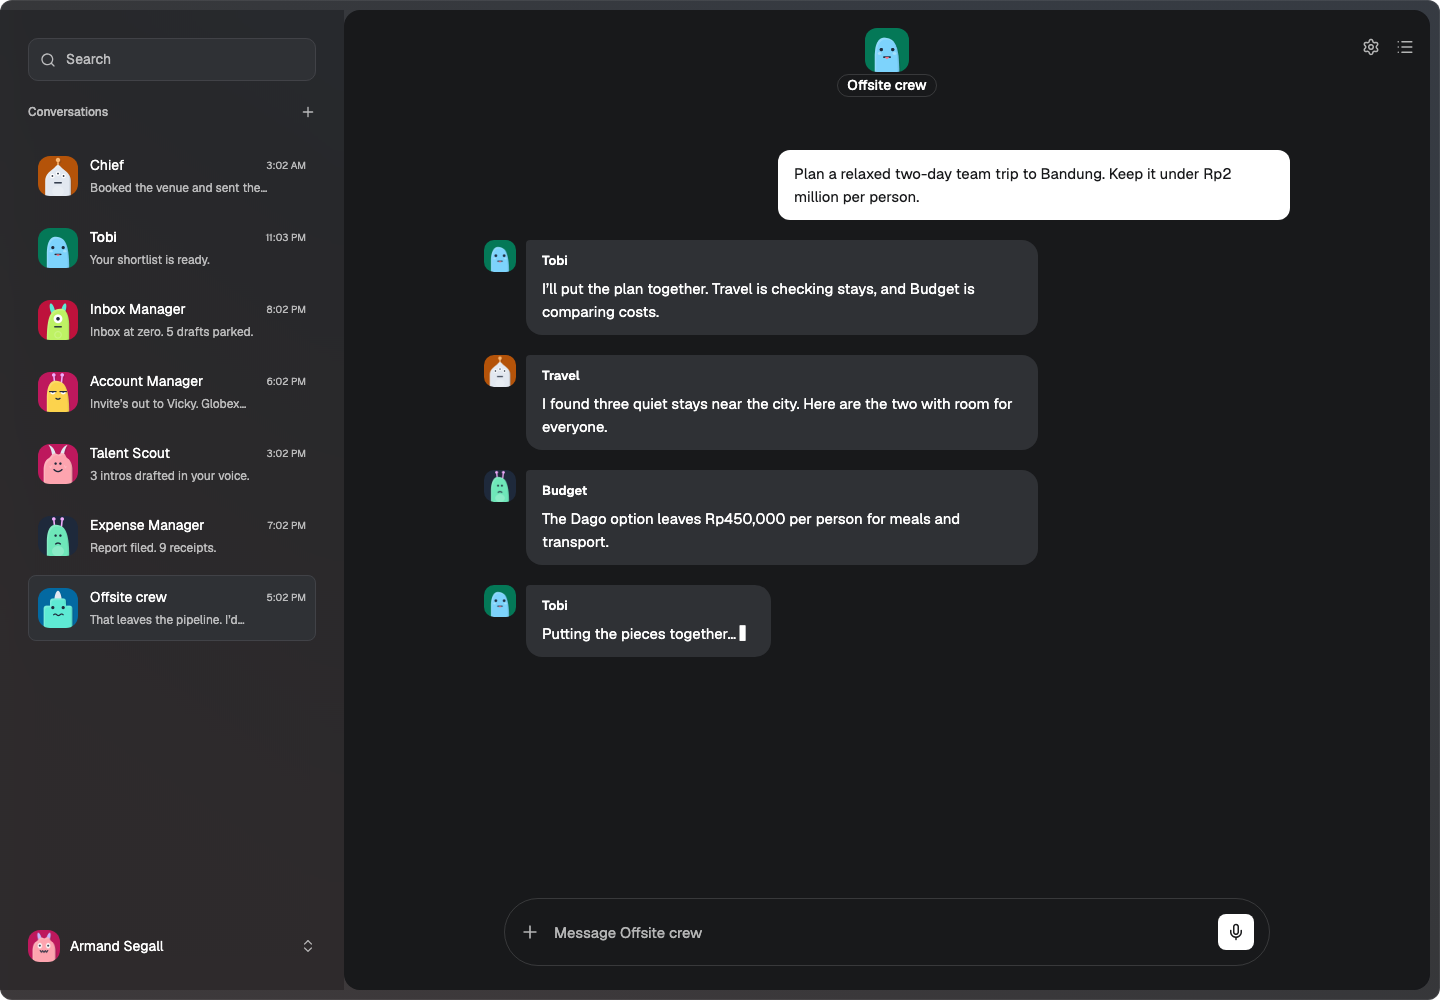 Search
Conversations
Chief
3:02 AM
Booked the venue and sent the...
Tobi
11:03 PM
Your shortlist is ready.
Inbox Manager
8:02 PM
Inbox at zero. 5 drafts parked.
Account Manager
6:02 PM
Invite's out to Vicky. Globex...
Talent Scout
3:02 PM
3 intros drafted in your voice.
Expense Manager
7:02 PM
Report filed. 9 receipts.
Offsite crew
5:02 PM
That leaves the pipeline. I'd...
Armand Segall
Offsite crew
Plan a relaxed two-day team trip to Bandung. Keep it under Rp2
million per person.
Tobi
I'll put the plan together. Travel is checking stays, and Budget is
comparing costs.
Travel
I found three quiet stays near the city. Here are the two with room for
everyone.
Budget
The Dago option leaves Rp450,000 per person for meals and
transport.
Tobi
Putting the pieces together...
Message Offsite crew